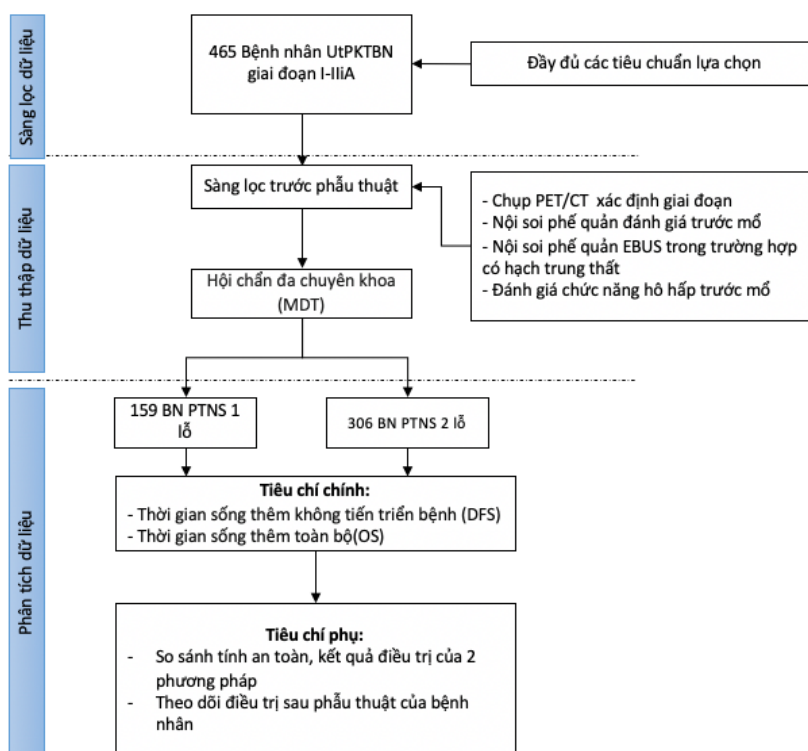 Sàng lọc dữ liệu
465 Bệnh nhân UtPKTBN
giai đoạn I-IIiA
Đầy đủ các tiêu chuẩn lựa chọn
Thu thập dữ liệu
Sàng lọc trước phẫu thuật
- Chụp PET/CT xác định giai đoạn
- Nội soi phế quản đánh giá trước mổ
- Nội soi phế quản EBUS trong trường hợp
có hạch trung thất
- Đánh giá chức năng hô hấp trước mổ
Hội chẩn đa chuyên khoa
(MDT)
Phân tích dữ liệu
159 BN PTNS 1
lỗ
306 BN PTNS 2 lỗ
Tiêu chí chính:
- Thời gian sống thêm không tiến triển bệnh (DFS)
- Thời gian sống thêm toàn bộ(OS)
Tiêu chí phụ:
- So sánh tính an toàn, kết quả điều trị của 2
phương pháp
- Theo dõi điều trị sau phẫu thuật của bệnh
nhân